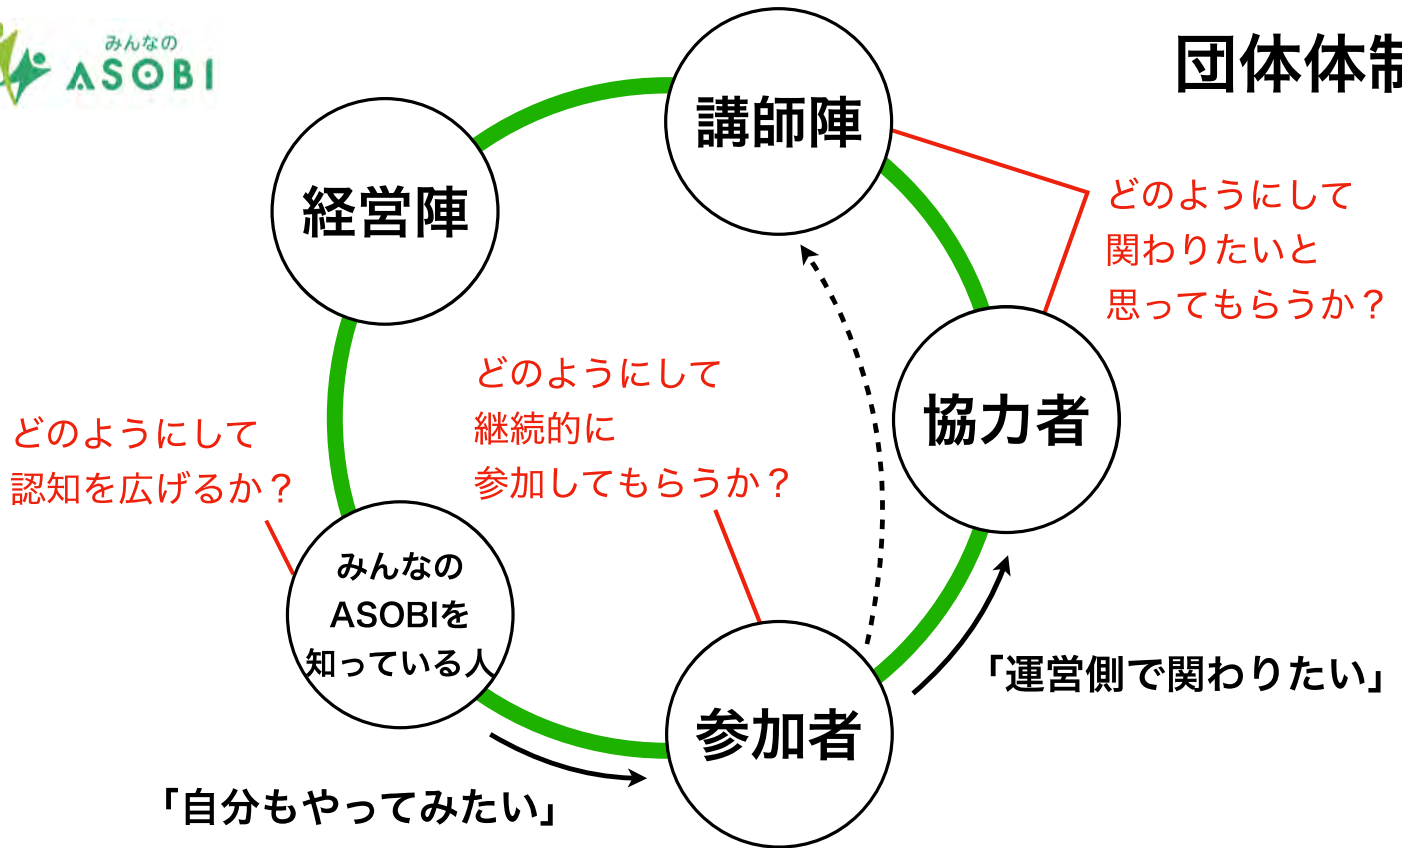 みんなの
ASOBI
団体体制
講師陣
経営陣
どのようにして
関わりたいと
思ってもらうか？
どのようにして
継続的に
参加してもらうか？
協力者
どのようにして
認知を広げるか？
みんなの
ASOBIを
知っている人
参加者
「運営側で関わりたい」
「自分もやってみたい」